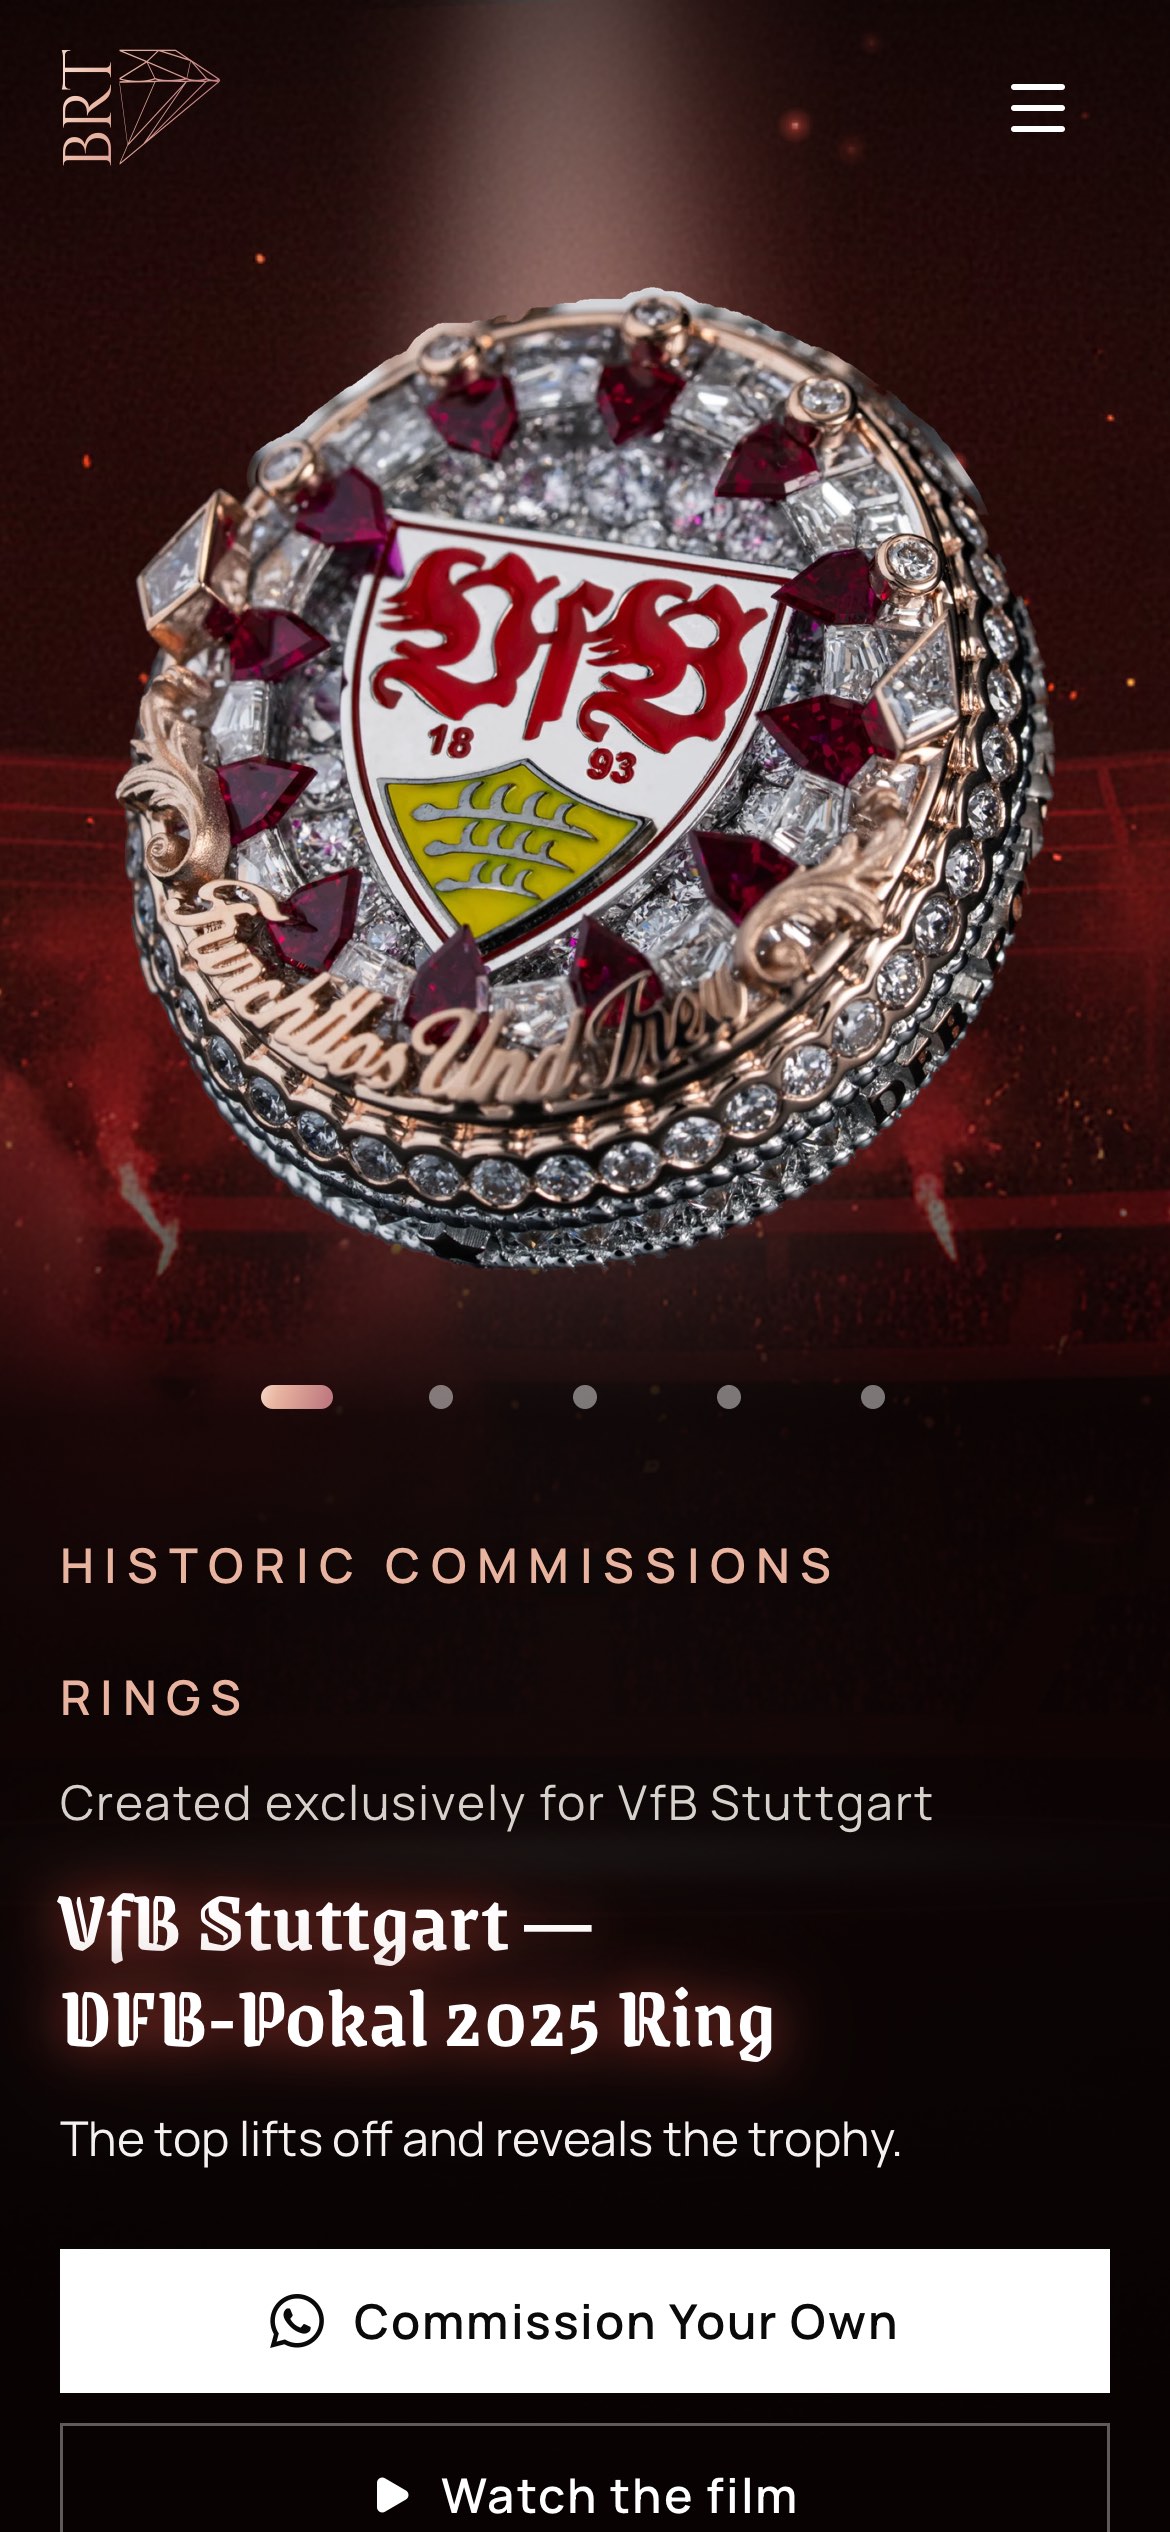 BRT
VfB
18 93
Furchtlos Und Treu
DFB
HISTORIC COMMISSIONS
RINGS
Created exclusively for VfB Stuttgart
VfB Stuttgart —
DFB-Pokal 2025 Ring
The top lifts off and reveals the trophy.
Commission Your Own
Watch the film